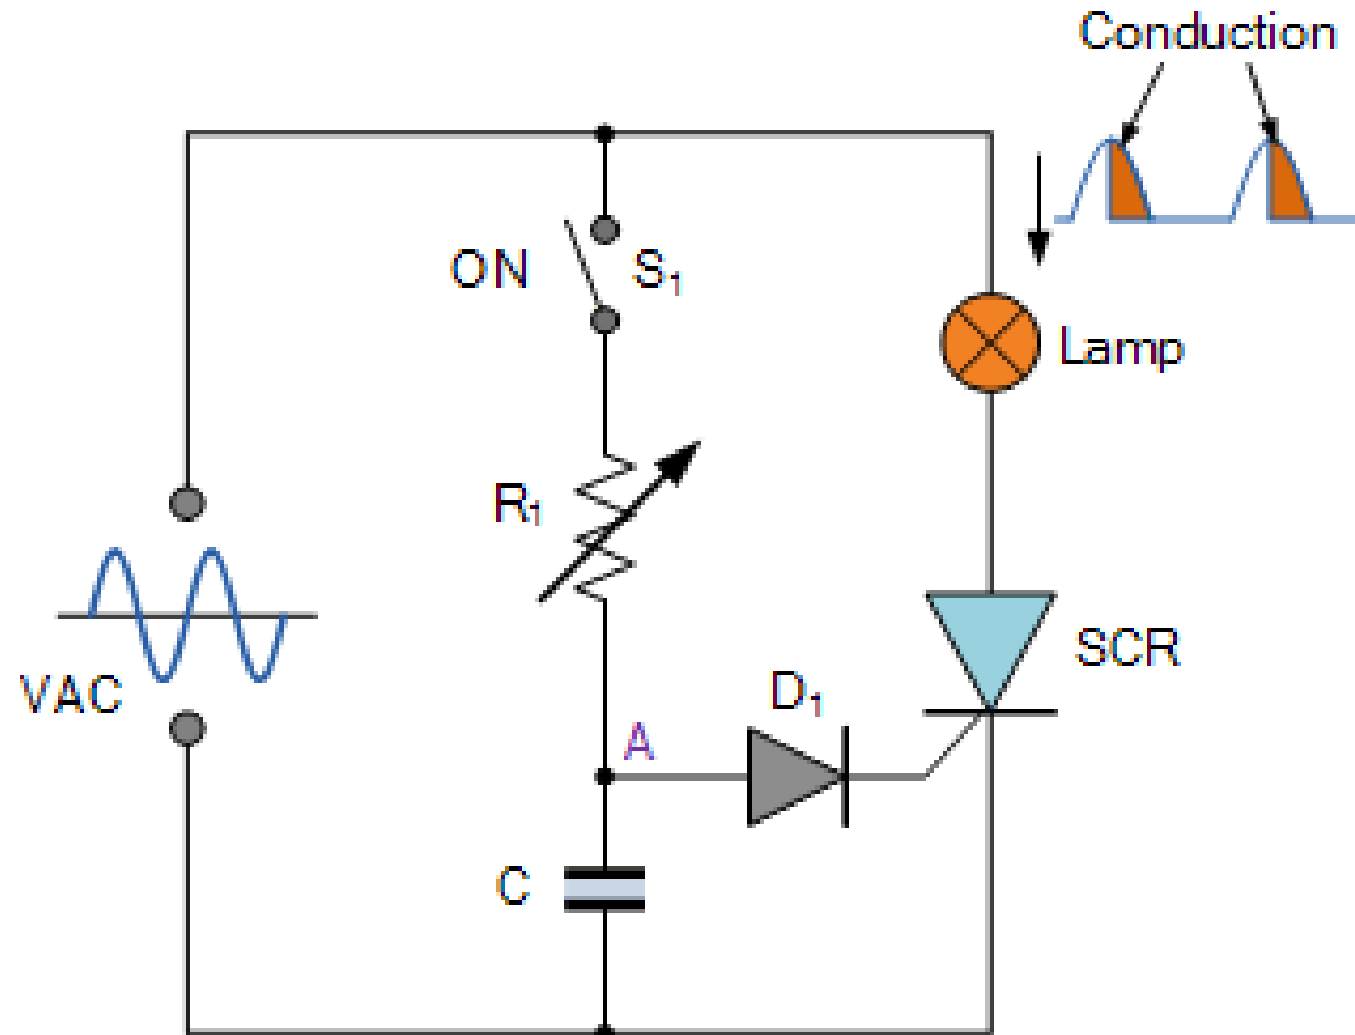 Conduction
ON
S₁
Lamp
R₁
SCR
VAC
D₁
A
C